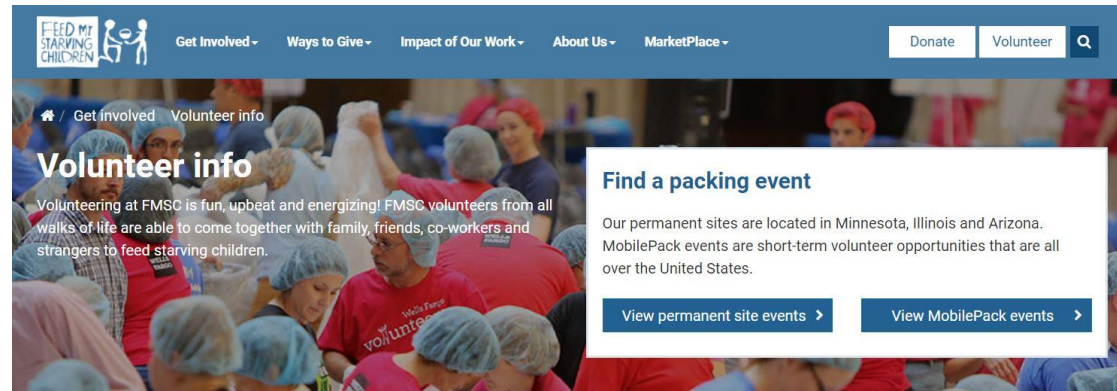 FEED MY
STARVING
CHILDREN
Get Involved
Ways to Give
Impact of Our Work
About Us
MarketPlace
Donate
Volunteer
/ Get involved Volunteer info
Volunteer info
Volunteering at FMSC is fun, upbeat and energizing! FMSC volunteers from all
walks of life are able to come together with family, friends, co-workers and
strangers to feed starving children.
Find a packing event
Our permanent sites are located in Minnesota, Illinois and Arizona.
MobilePack events are short-term volunteer opportunities that are all
over the United States.
View permanent site events
View MobilePack events
WELLS
FARGO
Wells Fargo